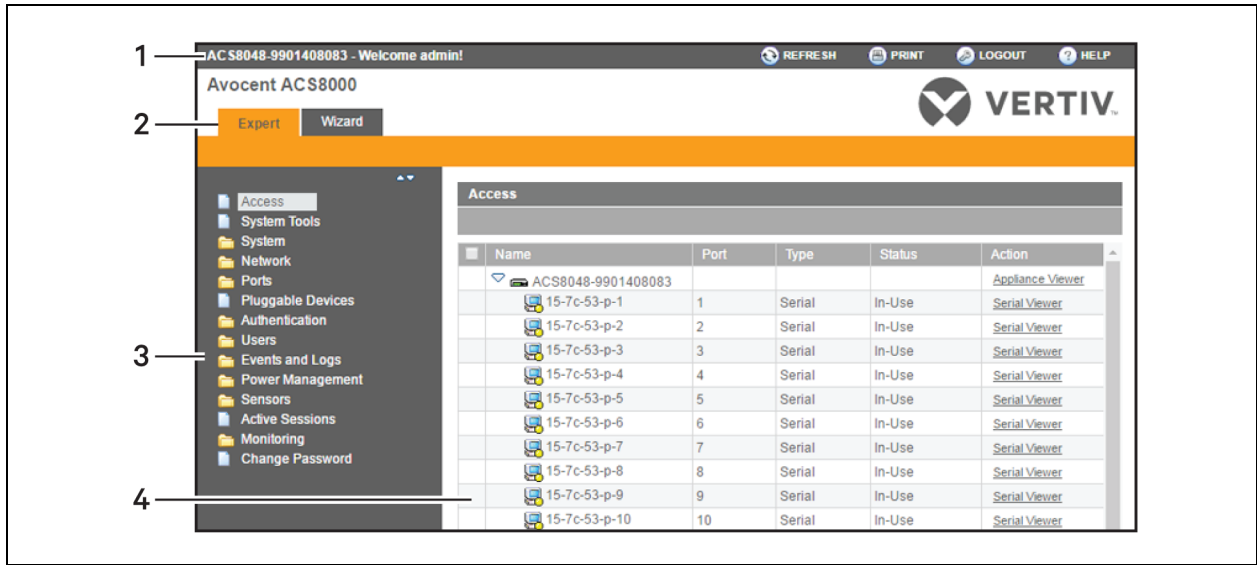 1
ACS8048-9901408083 - Welcome admin!
REFRESH
PRINT
LOGOUT
HELP
Avocent ACS8000
VERTIV™
2
Expert
Wizard
Access
System Tools
System
Network
Ports
Pluggable Devices
Authentication
Users
3
Events and Logs
Power Management
Sensors
Active Sessions
Monitoring
Change Password
Access
Name Port Type Status Action
ACS8048-9901408083 Appliance Viewer
15-7c-53-p-1 1 Serial In-Use Serial Viewer
15-7c-53-p-2 2 Serial In-Use Serial Viewer
15-7c-53-p-3 3 Serial In-Use Serial Viewer
15-7c-53-p-4 4 Serial In-Use Serial Viewer
15-7c-53-p-5 5 Serial In-Use Serial Viewer
15-7c-53-p-6 6 Serial In-Use Serial Viewer
15-7c-53-p-7 7 Serial In-Use Serial Viewer
15-7c-53-p-8 8 Serial In-Use Serial Viewer
4
15-7c-53-p-9 9 Serial In-Use Serial Viewer
15-7c-53-p-10 10 Serial In-Use Serial Viewer